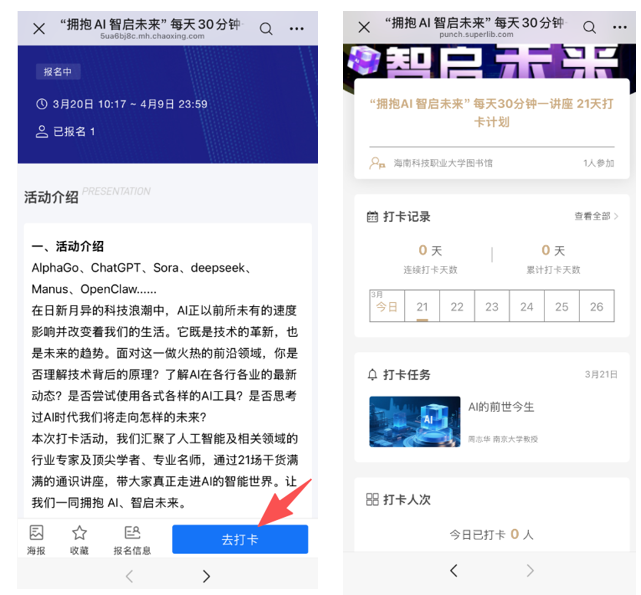 “拥抱AI 智启未来”每天30分钟
5ua6bj8c.mh.chaoxing.com
报名中
3月20日 10:17 ~ 4月9日 23:59
已报名 1
活动介绍 PRESENTATION
一、活动介绍
AlphaGo、ChatGPT、Sora、deepseek、
Manus、OpenClaw......
在日新月异的科技浪潮中，AI正以前所未有的速度
影响并改变着我们的生活。它既是技术的革新，也
是未来的趋势。面对这一做火热的前沿领域，你是
否理解技术背后的原理？了解AI在各行各业的最新
动态？是否尝试使用各式各样的AI工具？是否思考
过AI时代我们将走向怎样的未来？
本次打卡活动，我们汇聚了人工智能及相关领域的
行业专家及顶尖学者、专业名师，通过21场干货满
满的通识讲座，带大家真正走进AI的智能世界。让
我们一同拥抱 AI、智启未来。
海报
收藏
报名信息
去打卡
“拥抱AI 智启未来”每天30分钟
punch.superlib.com
智启未来
“拥抱AI 智启未来”每天30分钟一讲座 21天打
卡计划
海南科技职业大学图书馆
1人参加
打卡记录
查看全部
0 天
0 天
连续打卡天数
累计打卡天数
3月
今日 21 22 23 24 25 26
打卡任务
3月21日
AI
AI的前世今生
周志华 南京大学教授
打卡人次
今日已打卡 0 人